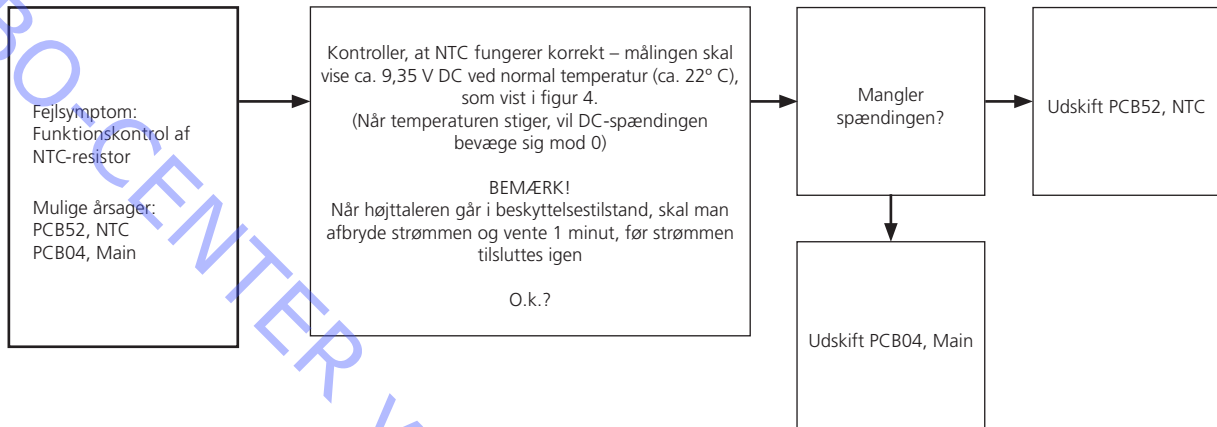 Fejlsymptom:
Funktionskontrol af
NTC-resistor
Mulige årsager:
PCB52, NTC
PCB04, Main
Kontroller, at NTC fungerer korrekt – målingen skal
vise ca. 9,35 V DC ved normal temperatur (ca. 22º C),
som vist i figur 4.
(Når temperaturen stiger, vil DC-spændingen
bevæge sig mod 0)
BEMÆRK!
Når højttaleren går i beskyttelsestilstand, skal man
afbryde strømmen og vente 1 minut, før strømmen
tilsluttes igen
O.k.?
Mangler
spændingen?
Udskift PCB52, NTC
Udskift PCB04, Main
BO-CENTER